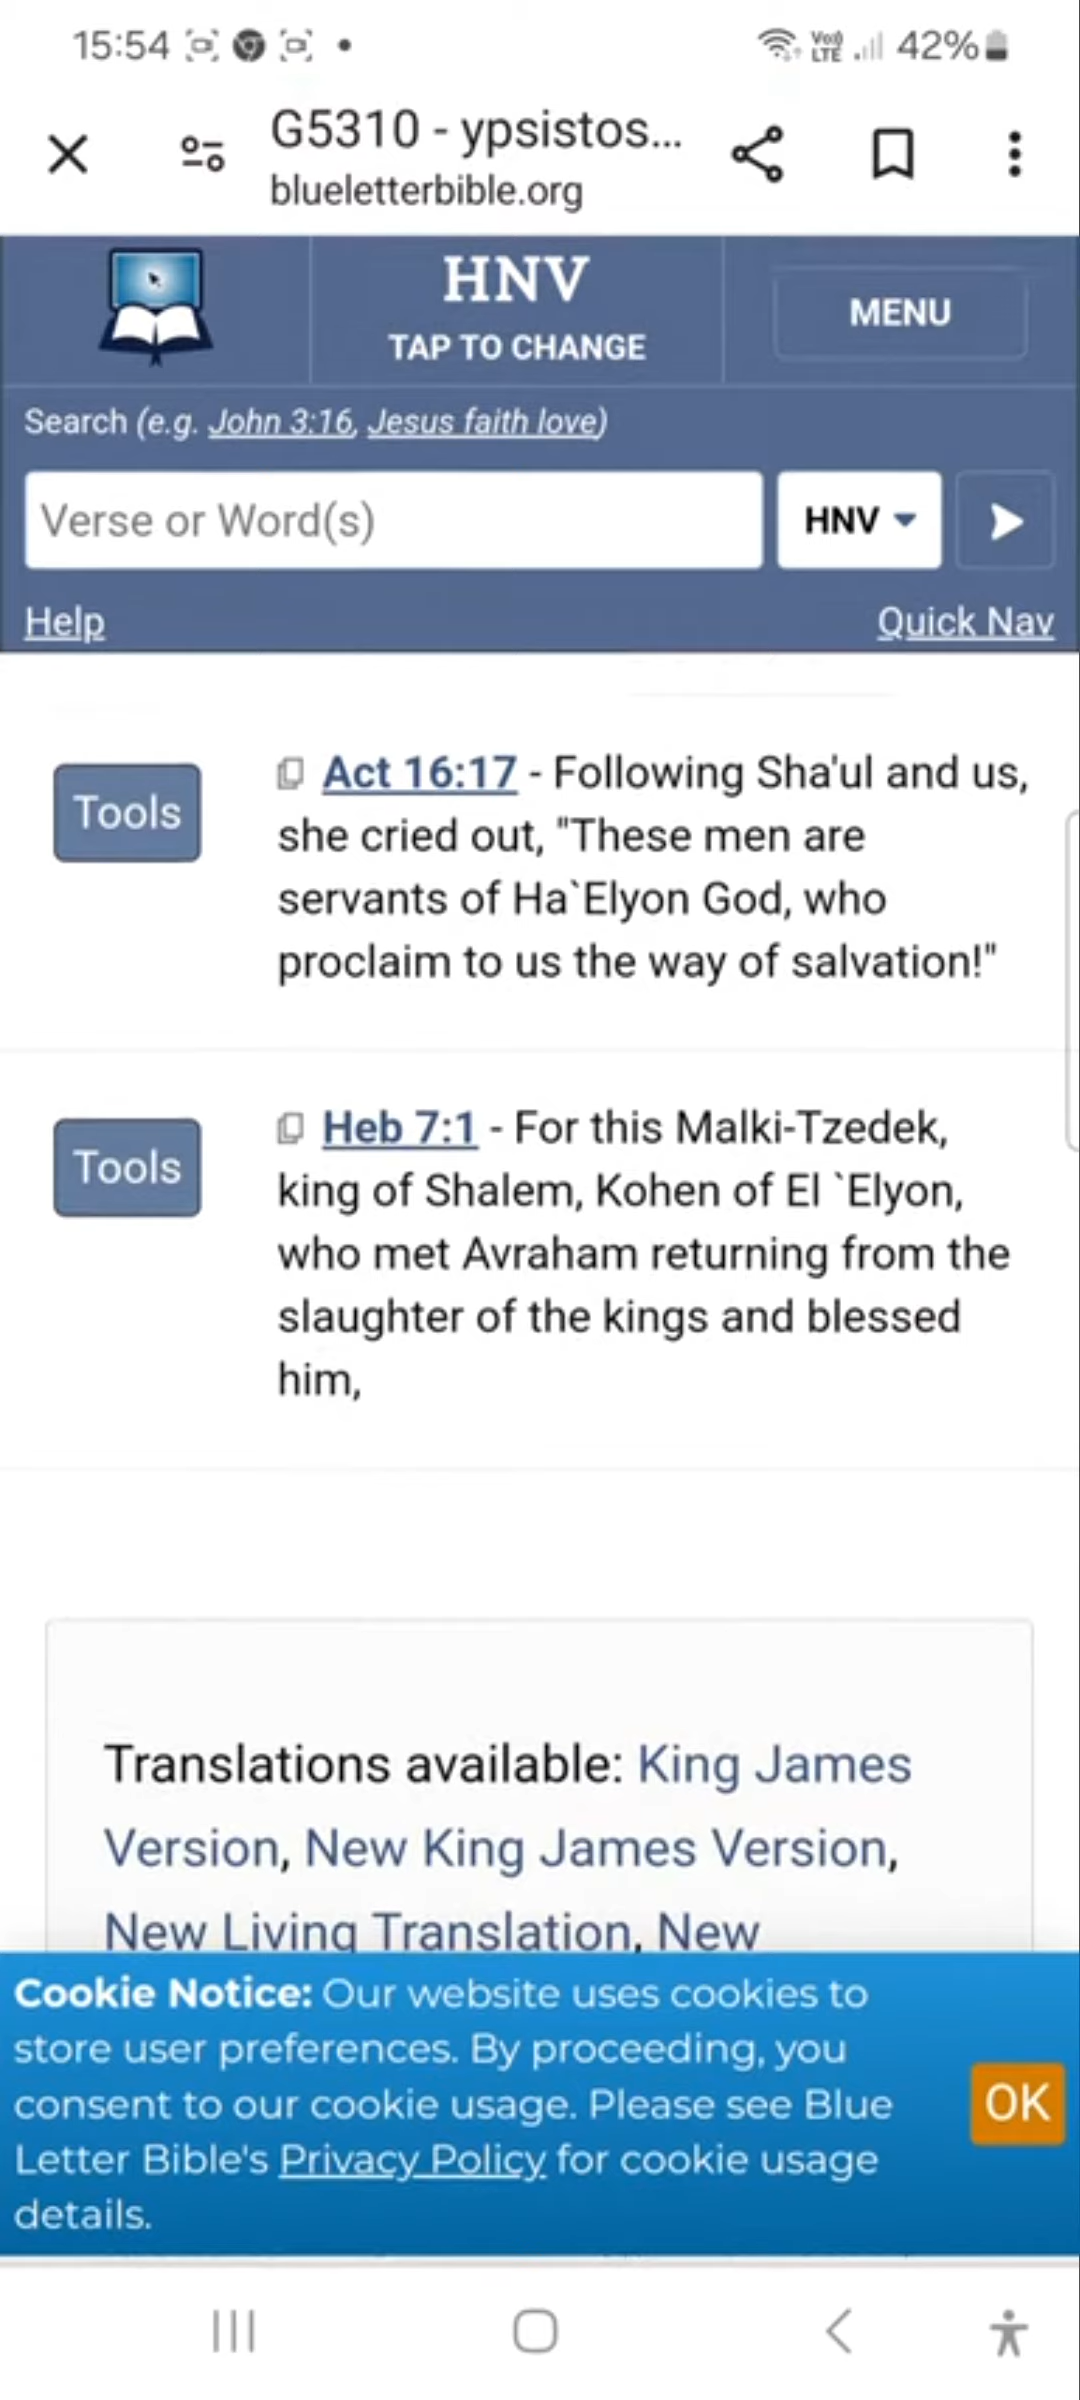 15:54
Vo)) LTE 42%
G5310 - ypsistos...
blueletterbible.org
HNV
TAP TO CHANGE
MENU
Search (e.g. John 3:16, Jesus faith love)
Verse or Word(s)
HNV
Help
Quick Nav
Tools
Act 16:17 - Following Sha'ul and us,
she cried out, "These men are
servants of Ha`Elyon God, who
proclaim to us the way of salvation!"
Tools
Heb 7:1 - For this Malki-Tzedek,
king of Shalem, Kohen of El `Elyon,
who met Avraham returning from the
slaughter of the kings and blessed
him,
Translations available: King James
Version, New King James Version,
New Living Translation, New
Cookie Notice: Our website uses cookies to
store user preferences. By proceeding, you
consent to our cookie usage. Please see Blue
Letter Bible's Privacy Policy for cookie usage
details.
OK